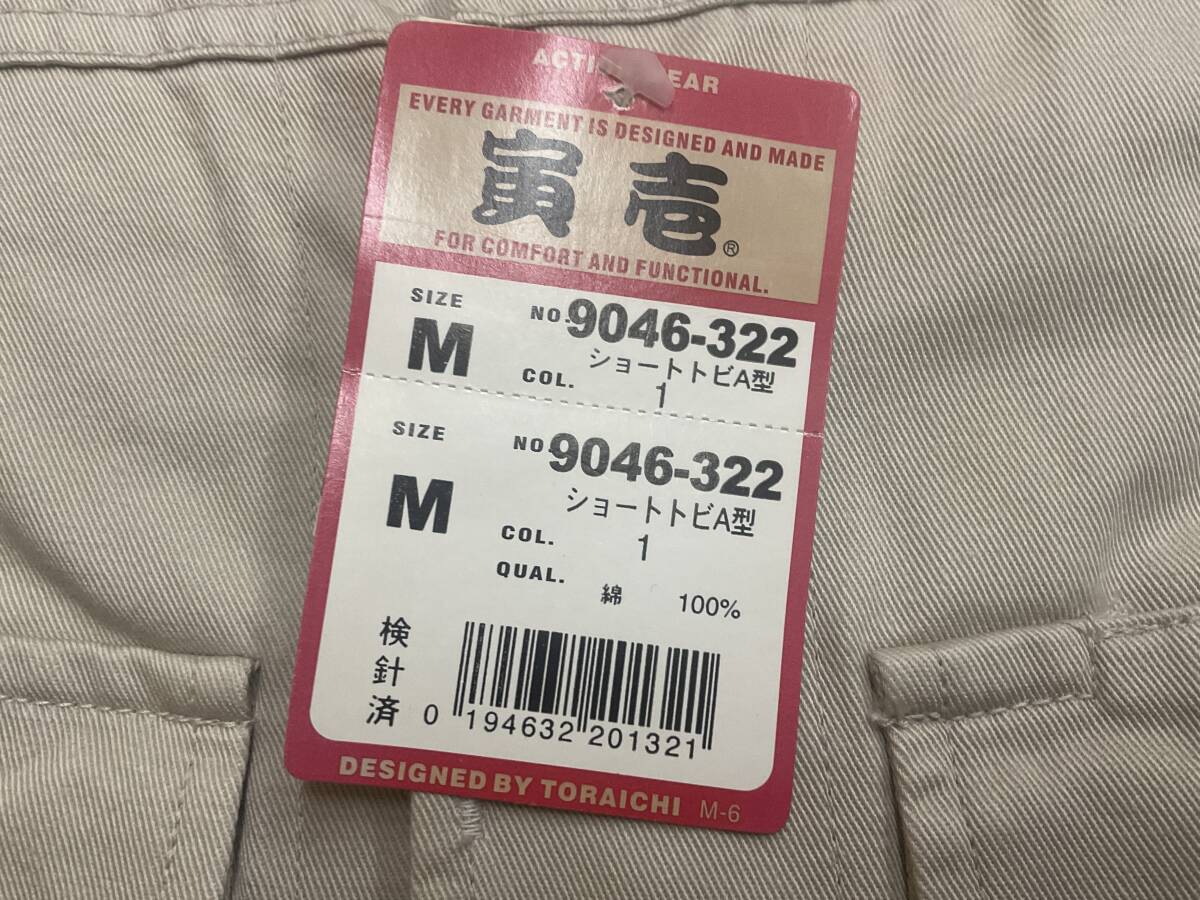 EVERY GARMENT IS DESIGNED AND MADE
寅壱®
FOR COMFORT AND FUNCTIONAL.
SIZE
M
NO. 9046-322
ショートトビA型
COL. 1
SIZE
M
NO. 9046-322
ショートトビA型
COL. 1
QUAL.
綿 100%
検針済
0 194632 201321
DESIGNED BY TORAICHI M-6